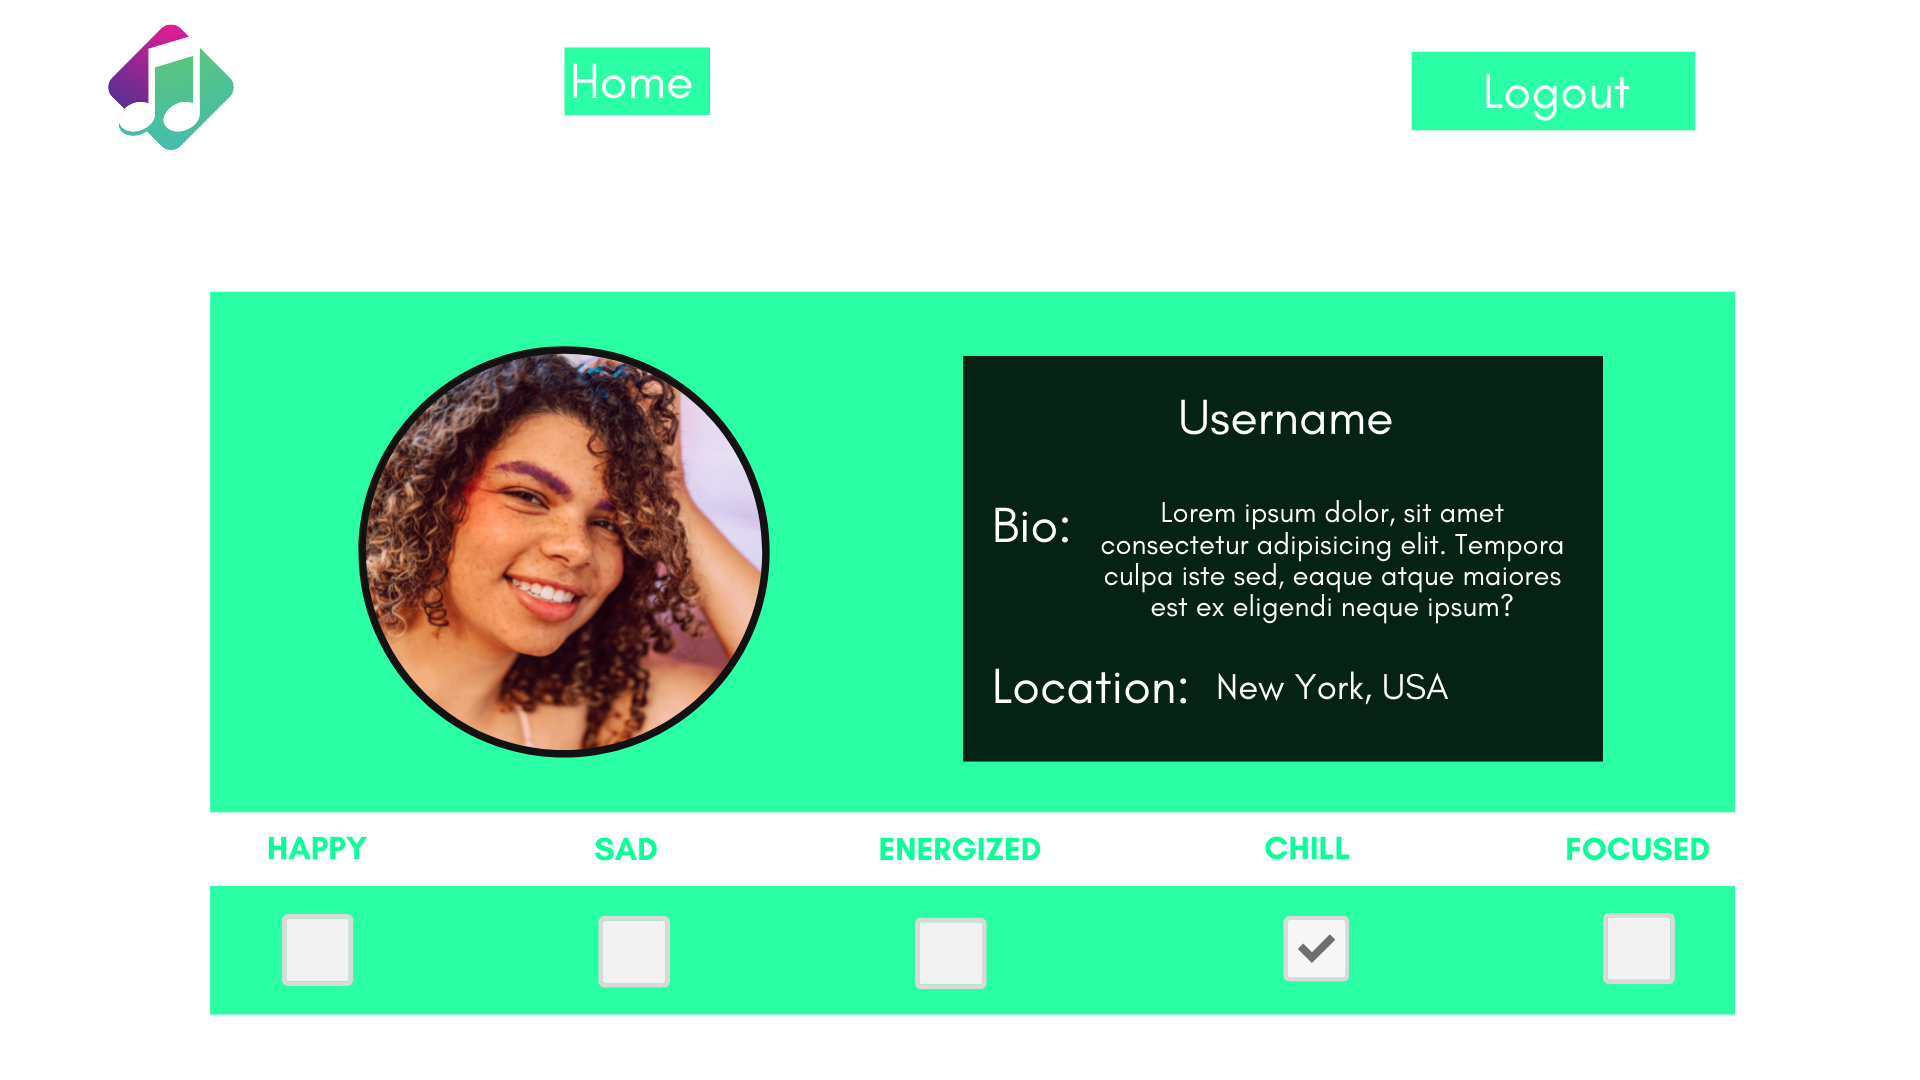 Home
Logout
Username
Bio:
Lorem ipsum dolor, sit amet
consectetur adipisicing elit. Tempora
culpa iste sed, eaque atque maiores
est ex eligendi neque ipsum?
Location: New York, USA
HAPPY
SAD
ENERGIZED
CHILL
FOCUSED